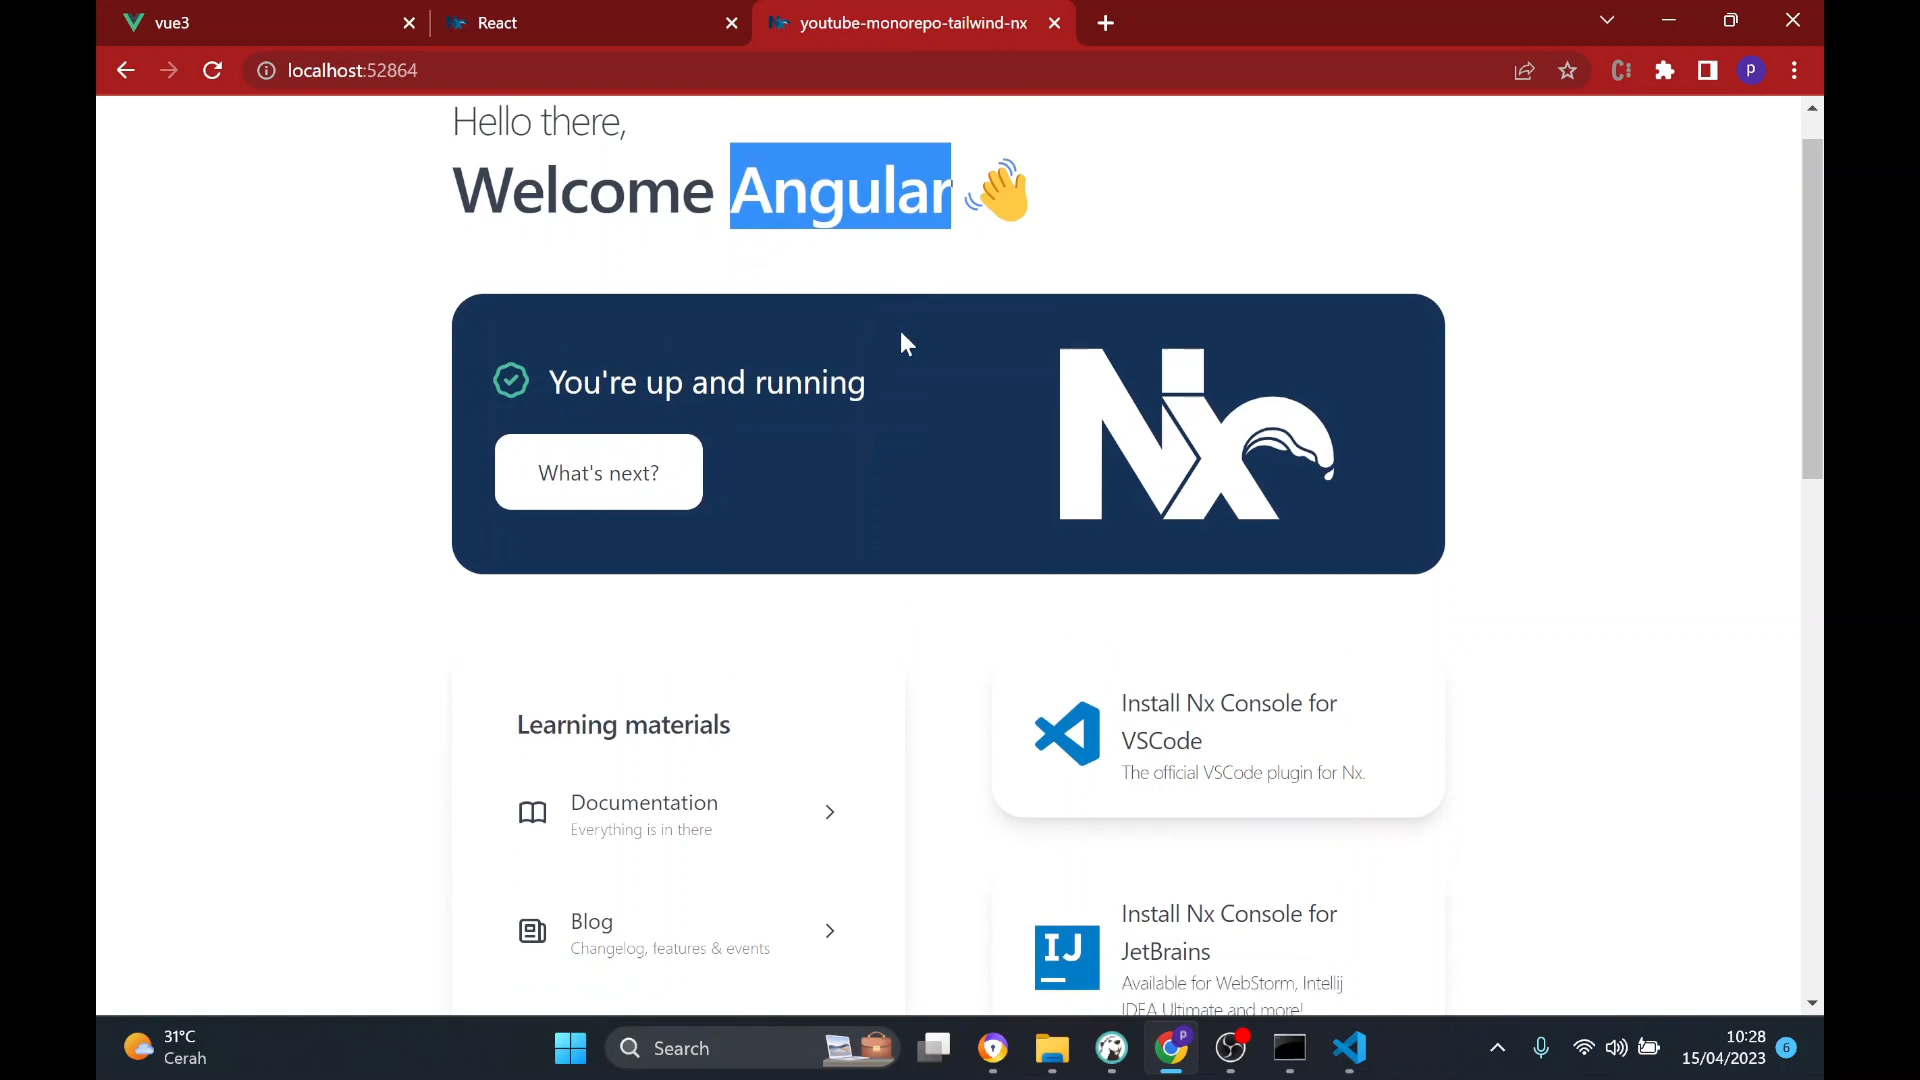 vue3
React
youtube-monorepo-tailwind-nx
localhost:52864
P
Hello there,
Welcome Angular 👋
You're up and running
What's next?
Nx
Learning materials
Documentation
Everything is in there
Blog
Changelog, features & events
Install Nx Console for
VSCode
The official VSCode plugin for Nx.
IJ
Install Nx Console for
JetBrains
Available for WebStorm, Intellij
IDEA Ultimate and more!
31°C
Cerah
Search
P
10:28
15/04/2023
6